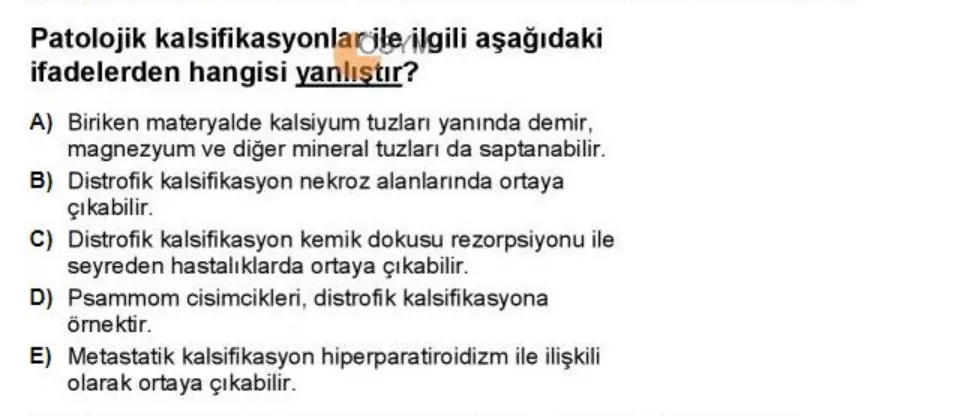 Patolojik kalsifikasyonlar ile ilgili aşağıdaki
ifadelerden hangisi yanlıştır?
A) Biriken materyalde kalsiyum tuzları yanında demir,
magnezyum ve diğer mineral tuzları da saptanabilir.
B) Distrofik kalsifikasyon nekroz alanlarında ortaya
çıkabilir.
C) Distrofik kalsifikasyon kemik dokusu rezorpsiyonu ile
seyreden hastalıklarda ortaya çıkabilir.
D) Psammom cisimcikleri, distrofik kalsifikasyona
örnektir.
E) Metastatik kalsifikasyon hiperparatiroidizm ile ilişkili
olarak ortaya çıkabilir.